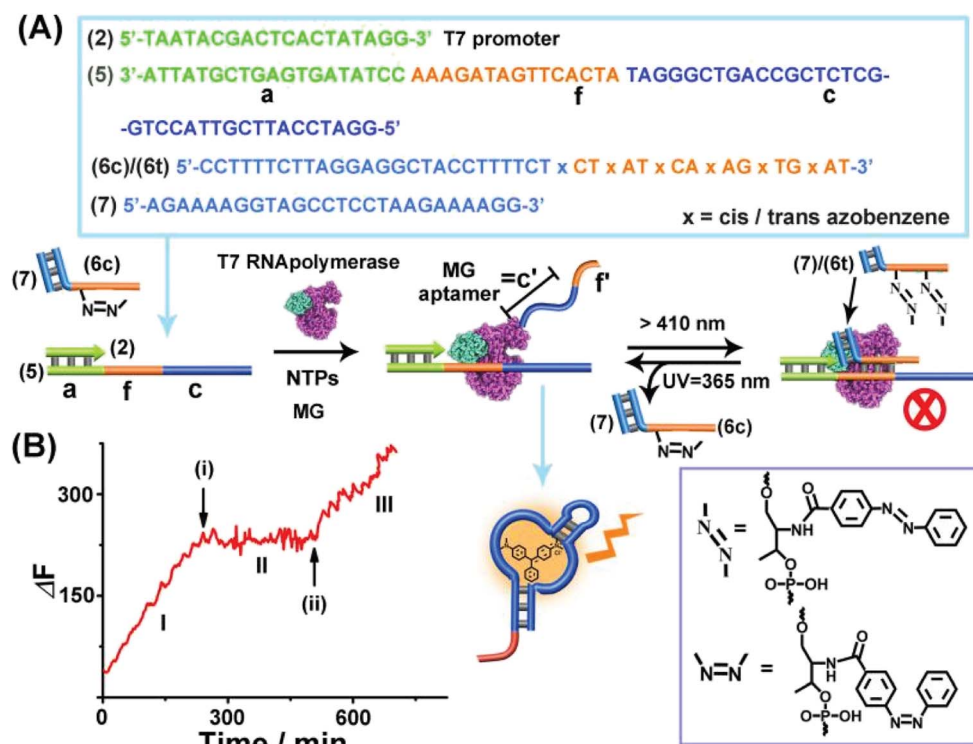 (A)
(2) 5'-TAATACGACTCACTATAGG-3' T7 promoter
(5) 3'-ATTATGCTGAGTGATATCC AAAGATAGTTCACTA TAGGGCTGACCGCTCTCG-
a f c
-GTCCATTGCTTACCTAGG-5'
(6c)/(6t) 5'-CCTTTTCTTAGGAGGCTACCTTTTCT x CT x AT x CA x AG x TG x AT-3'
(7) 5'-AGAAAAGGTAGCCTCCTAAGAAAAGG-3'
x = cis / trans azobenzene
(7) (6c)
N=N
(2)
(5)
a f c
T7 RNApolymerase
NTPs
MG
MG
aptamer
=c'
f'
> 410 nm
UV=365 nm
(7) (6c)
N=N
(7)/(6t)
N=N N=N
X
(B)
(i)
(ii)
I
II
III
300
150
ΔF
0 300 600
Time / min
Cl
N=N =
O
O
N
H
N
N
O
O-P-OH
N=N =
O
O
N
H
N=N
O
O-P-OH